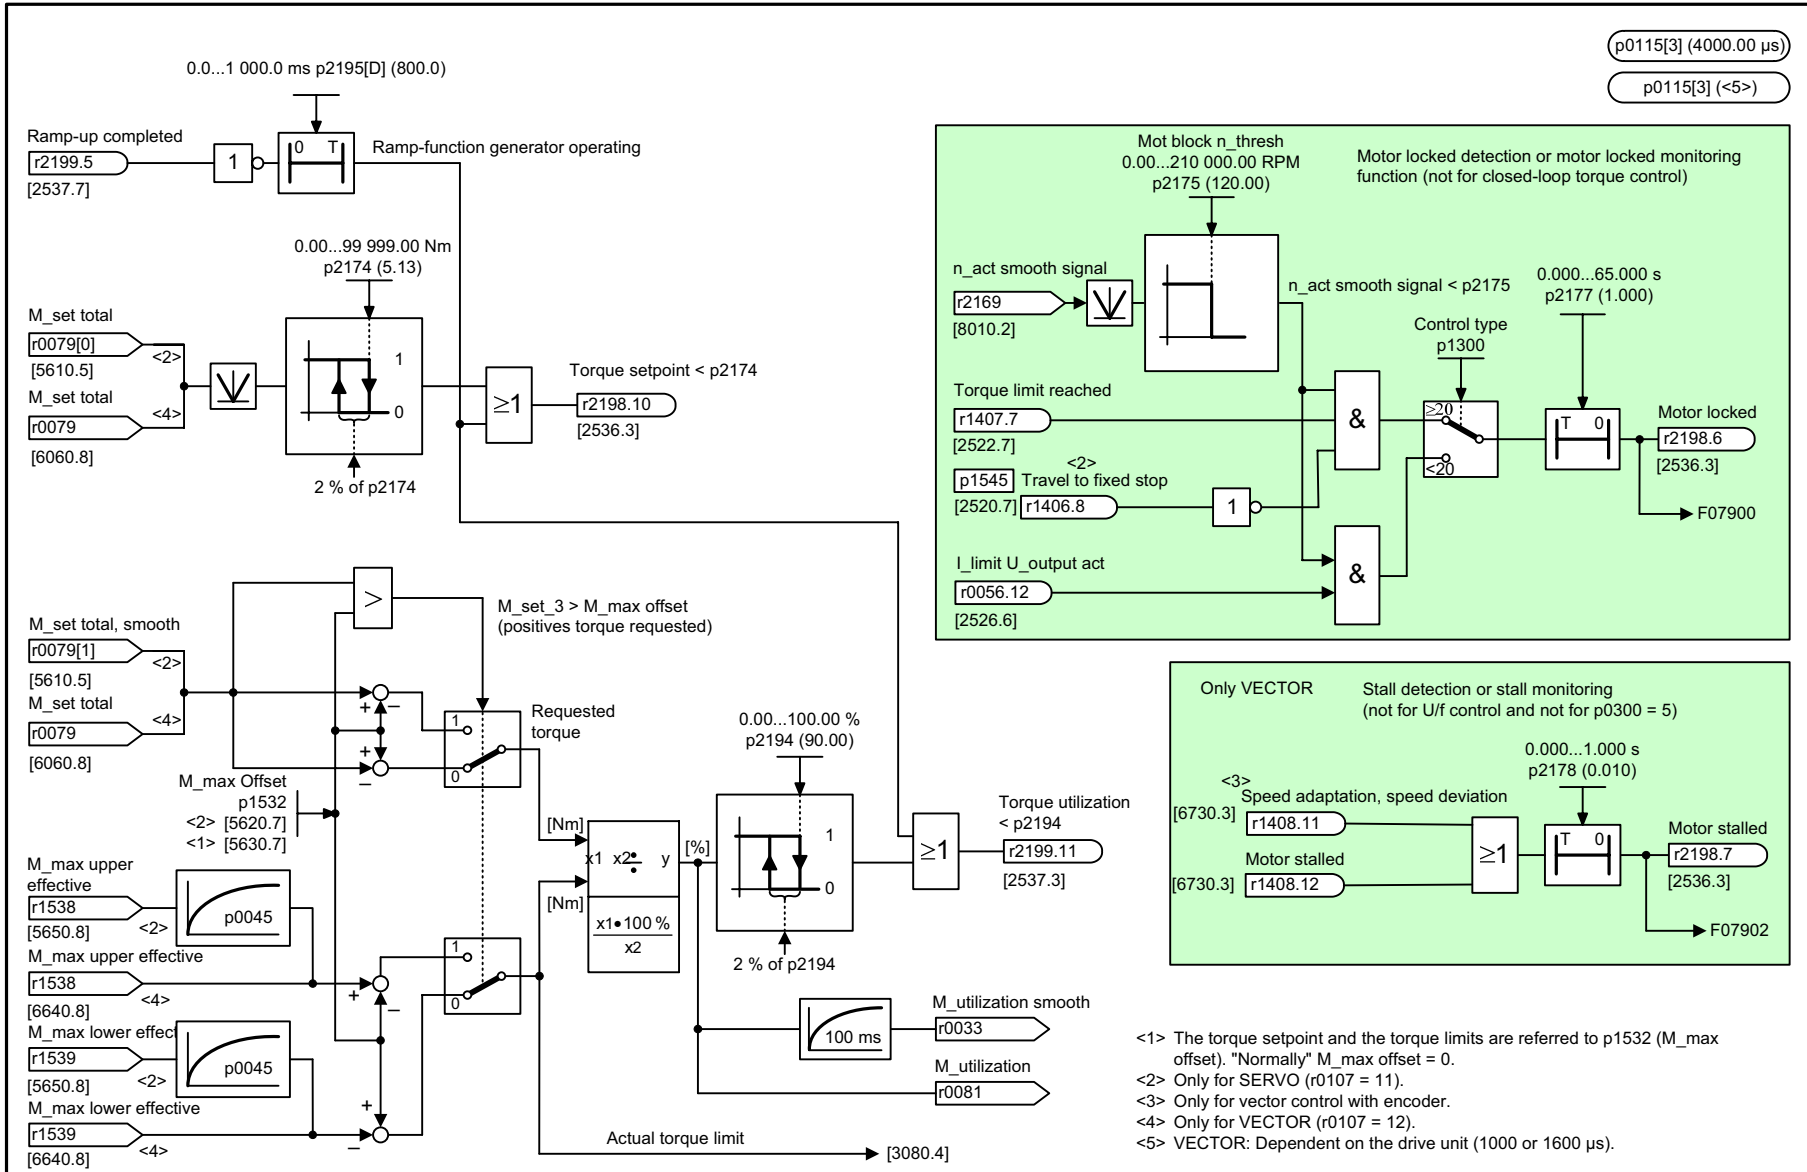 p0115[3] (4000.00 µs)
p0115[3] (<5>)
0.0...1 000.0 ms p2195[D] (800.0)
Ramp-up completed
r2199.5
[2537.7]
1
0 T
Ramp-function generator operating
0.00...99 999.00 Nm
p2174 (5.13)
M_set total
r0079[0]
<2>
[5610.5]
M_set total
<4>
r0079
[6060.8]
1
0
2 % of p2174
≥1
Torque setpoint < p2174
r2198.10
[2536.3]
Mot block n_thresh
0.00...210 000.00 RPM
p2175 (120.00)
Motor locked detection or motor locked monitoring
function (not for closed-loop torque control)
n_act smooth signal
r2169
[8010.2]
n_act smooth signal < p2175
0.000...65.000 s
p2177 (1.000)
Control type
p1300
Torque limit reached
r1407.7
[2522.7]
&
≥20
<20
T 0
Motor locked
r2198.6
[2536.3]
<2>
p1545
Travel to fixed stop
[2520.7]
r1406.8
1
F07900
I_limit U_output act
r0056.12
[2526.6]
&
>
M_set_3 > M_max offset
(positives torque requested)
M_set total, smooth
r0079[1]
<2>
[5610.5]
M_set total
<4>
r0079
[6060.8]
+
–
+
–
1
0
Requested
torque
M_max Offset
p1532
<2> [5620.7]
<1> [5630.7]
0.00...100.00 %
p2194 (90.00)
[Nm]
x1 x2 ÷ y
[%]
[Nm]
x1•100 %
x2
1
0
2 % of p2194
≥1
Torque utilization
< p2194
r2199.11
[2537.3]
M_max upper
effective
r1538
<2>
[5650.8]
p0045
M_max upper effective
r1538
<4>
[6640.8]
+
–
1
0
M_max lower effect
r1539
<2>
[5650.8]
p0045
M_max lower effective
r1539
<4>
[6640.8]
+
–
100 ms
M_utilization smooth
r0033
M_utilization
r0081
Actual torque limit
[3080.4]
Only VECTOR
Stall detection or stall monitoring
(not for U/f control and not for p0300 = 5)
0.000...1.000 s
p2178 (0.010)
<3>
Speed adaptation, speed deviation
[6730.3]
r1408.11
Motor stalled
[6730.3]
r1408.12
≥1
T 0
Motor stalled
r2198.7
[2536.3]
F07902
<1> The torque setpoint and the torque limits are referred to p1532 (M_max
offset). "Normally" M_max offset = 0.
<2> Only for SERVO (r0107 = 11).
<3> Only for vector control with encoder.
<4> Only for VECTOR (r0107 = 12).
<5> VECTOR: Dependent on the drive unit (1000 or 1600 µs).